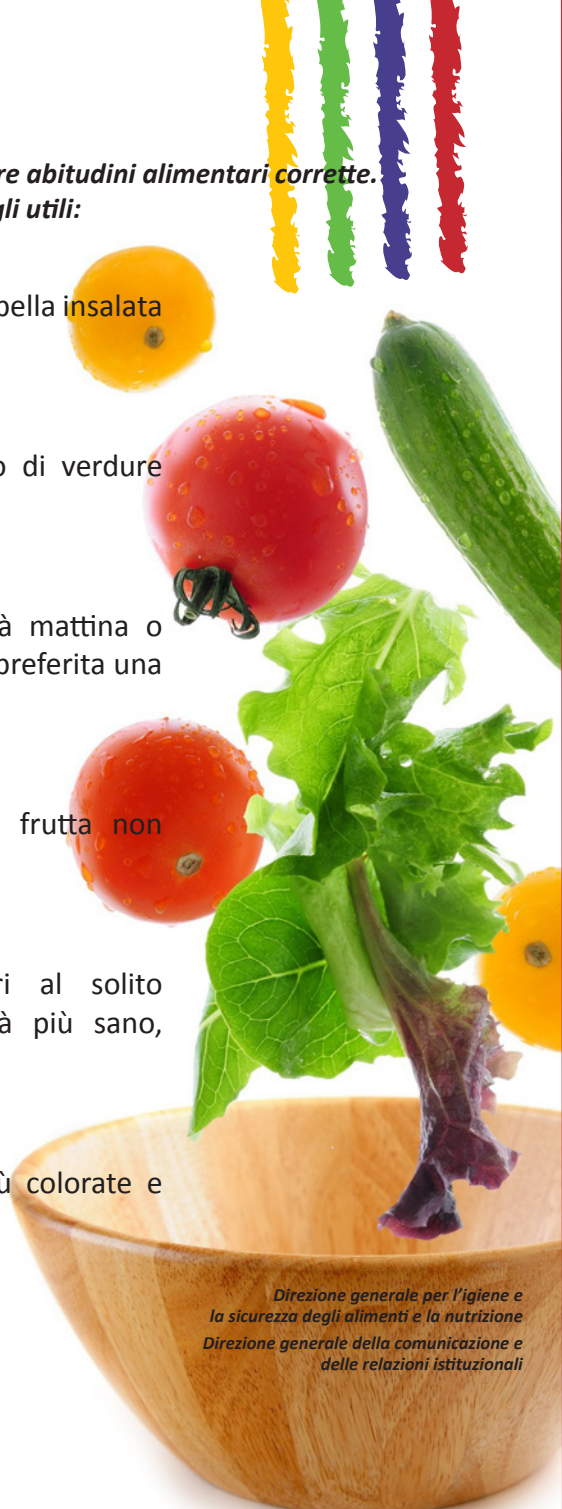 re abitudini alimentari corrette.
gli utili:
bella insalata
o di verdure
à mattina o
preferita una
frutta non
ri al solito
à più sano,
ù colorate e
Direzione generale per l’igiene e
la sicurezza degli alimenti e la nutrizione
Direzione generale della comunicazione e
delle relazioni istituzionali